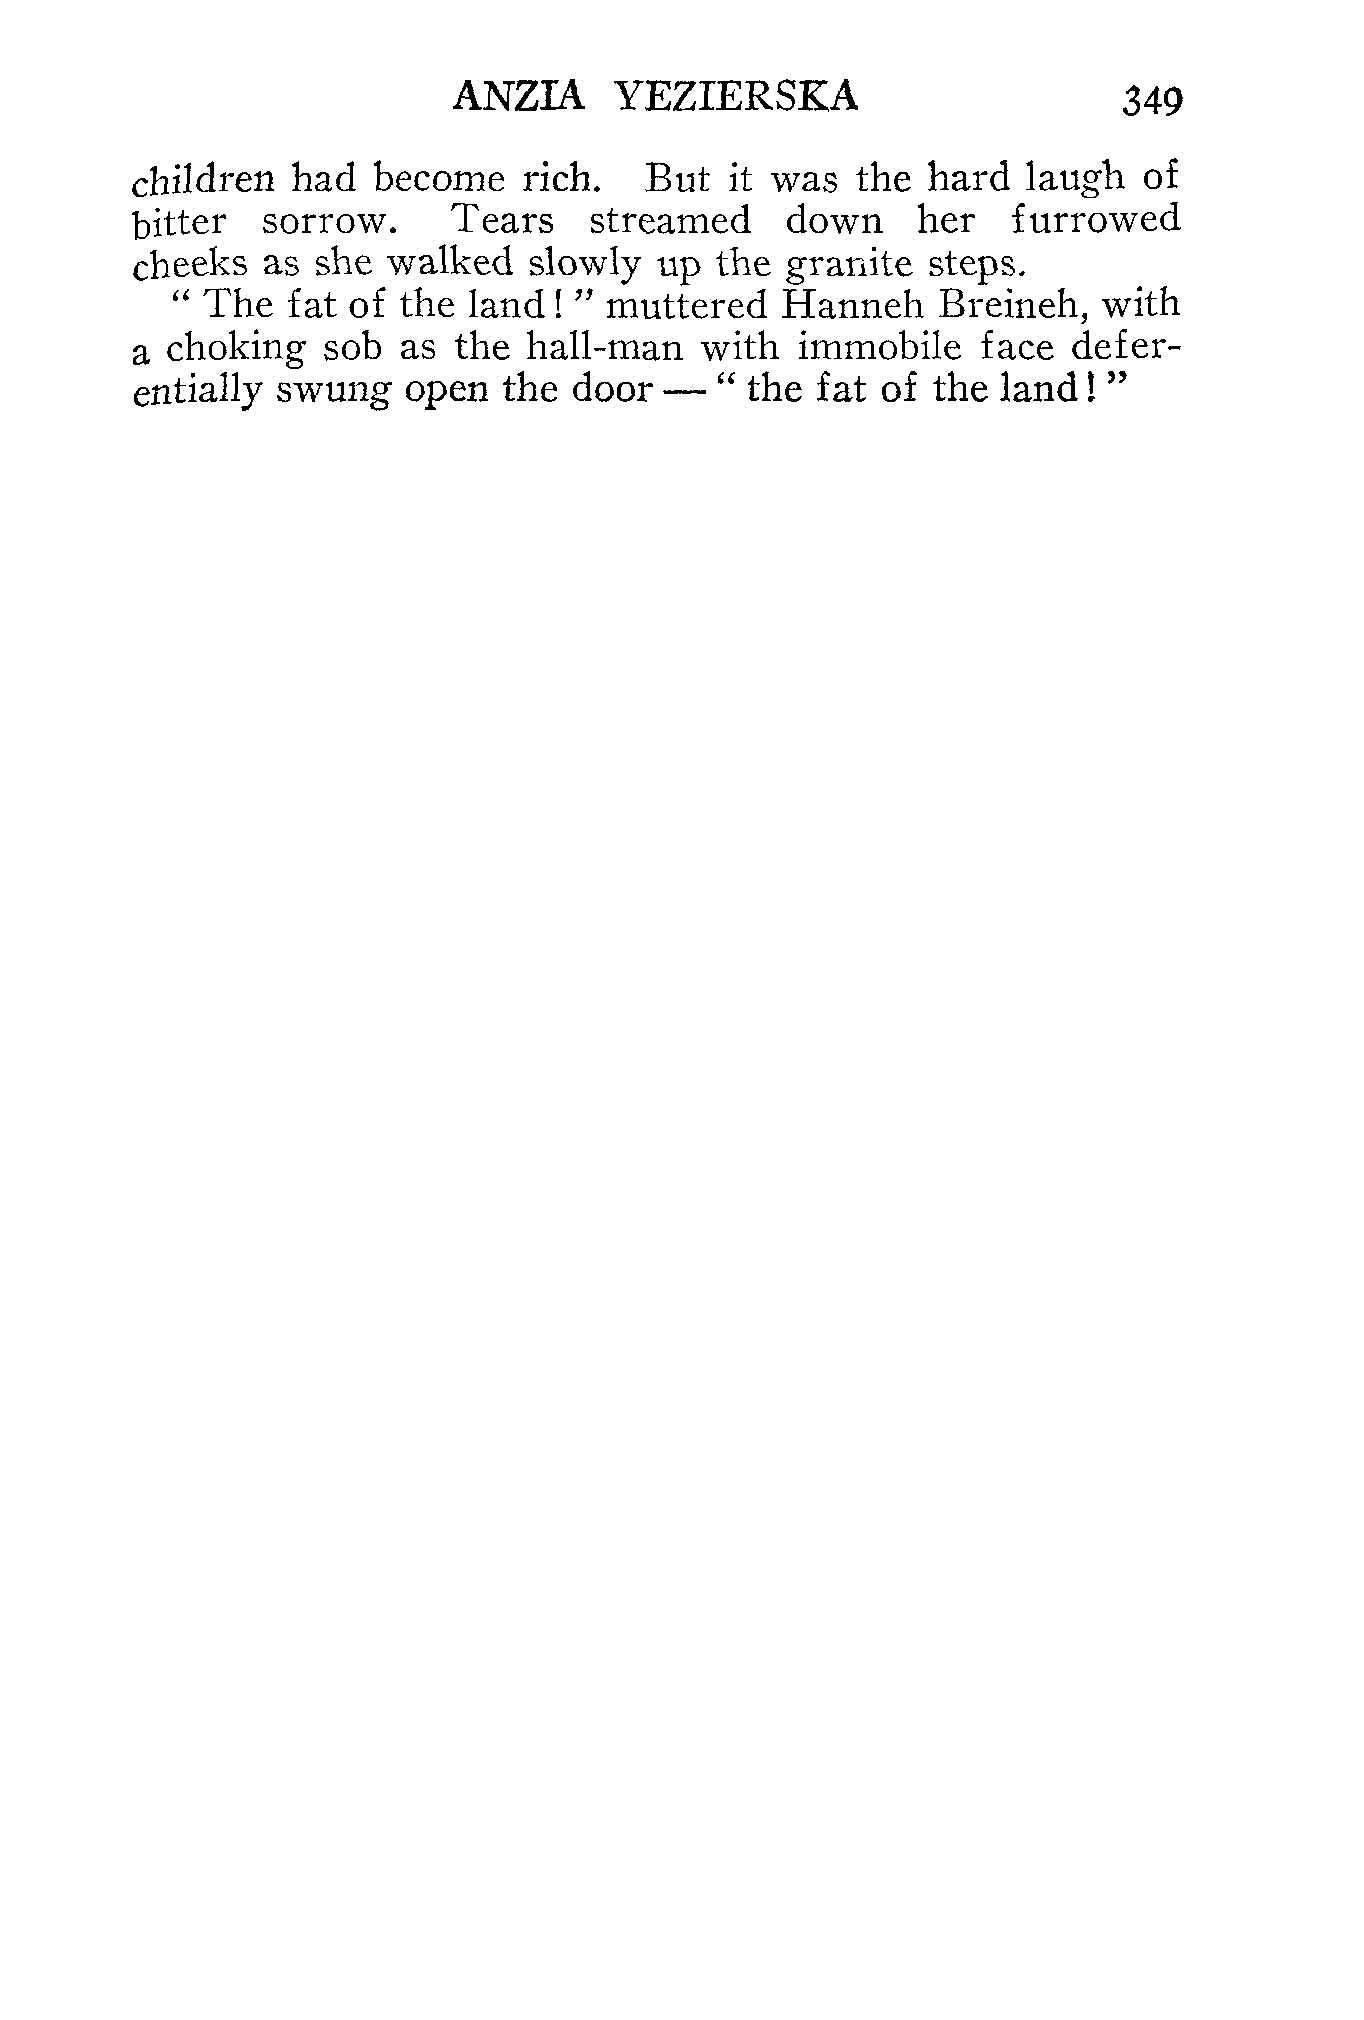 ANZIA YEZIERSKA 349
children had become rich. But it was the hard laugh of
bitter sorrow. Tears streamed down her furrowed
cheeks as she walked slowly up the granite steps.
“ The fat of the land ! ” muttered Hanneh Breineh, with
a choking sob as the hall-man with immobile face defer-
entially swung open the door — “ the fat of the land ! ”